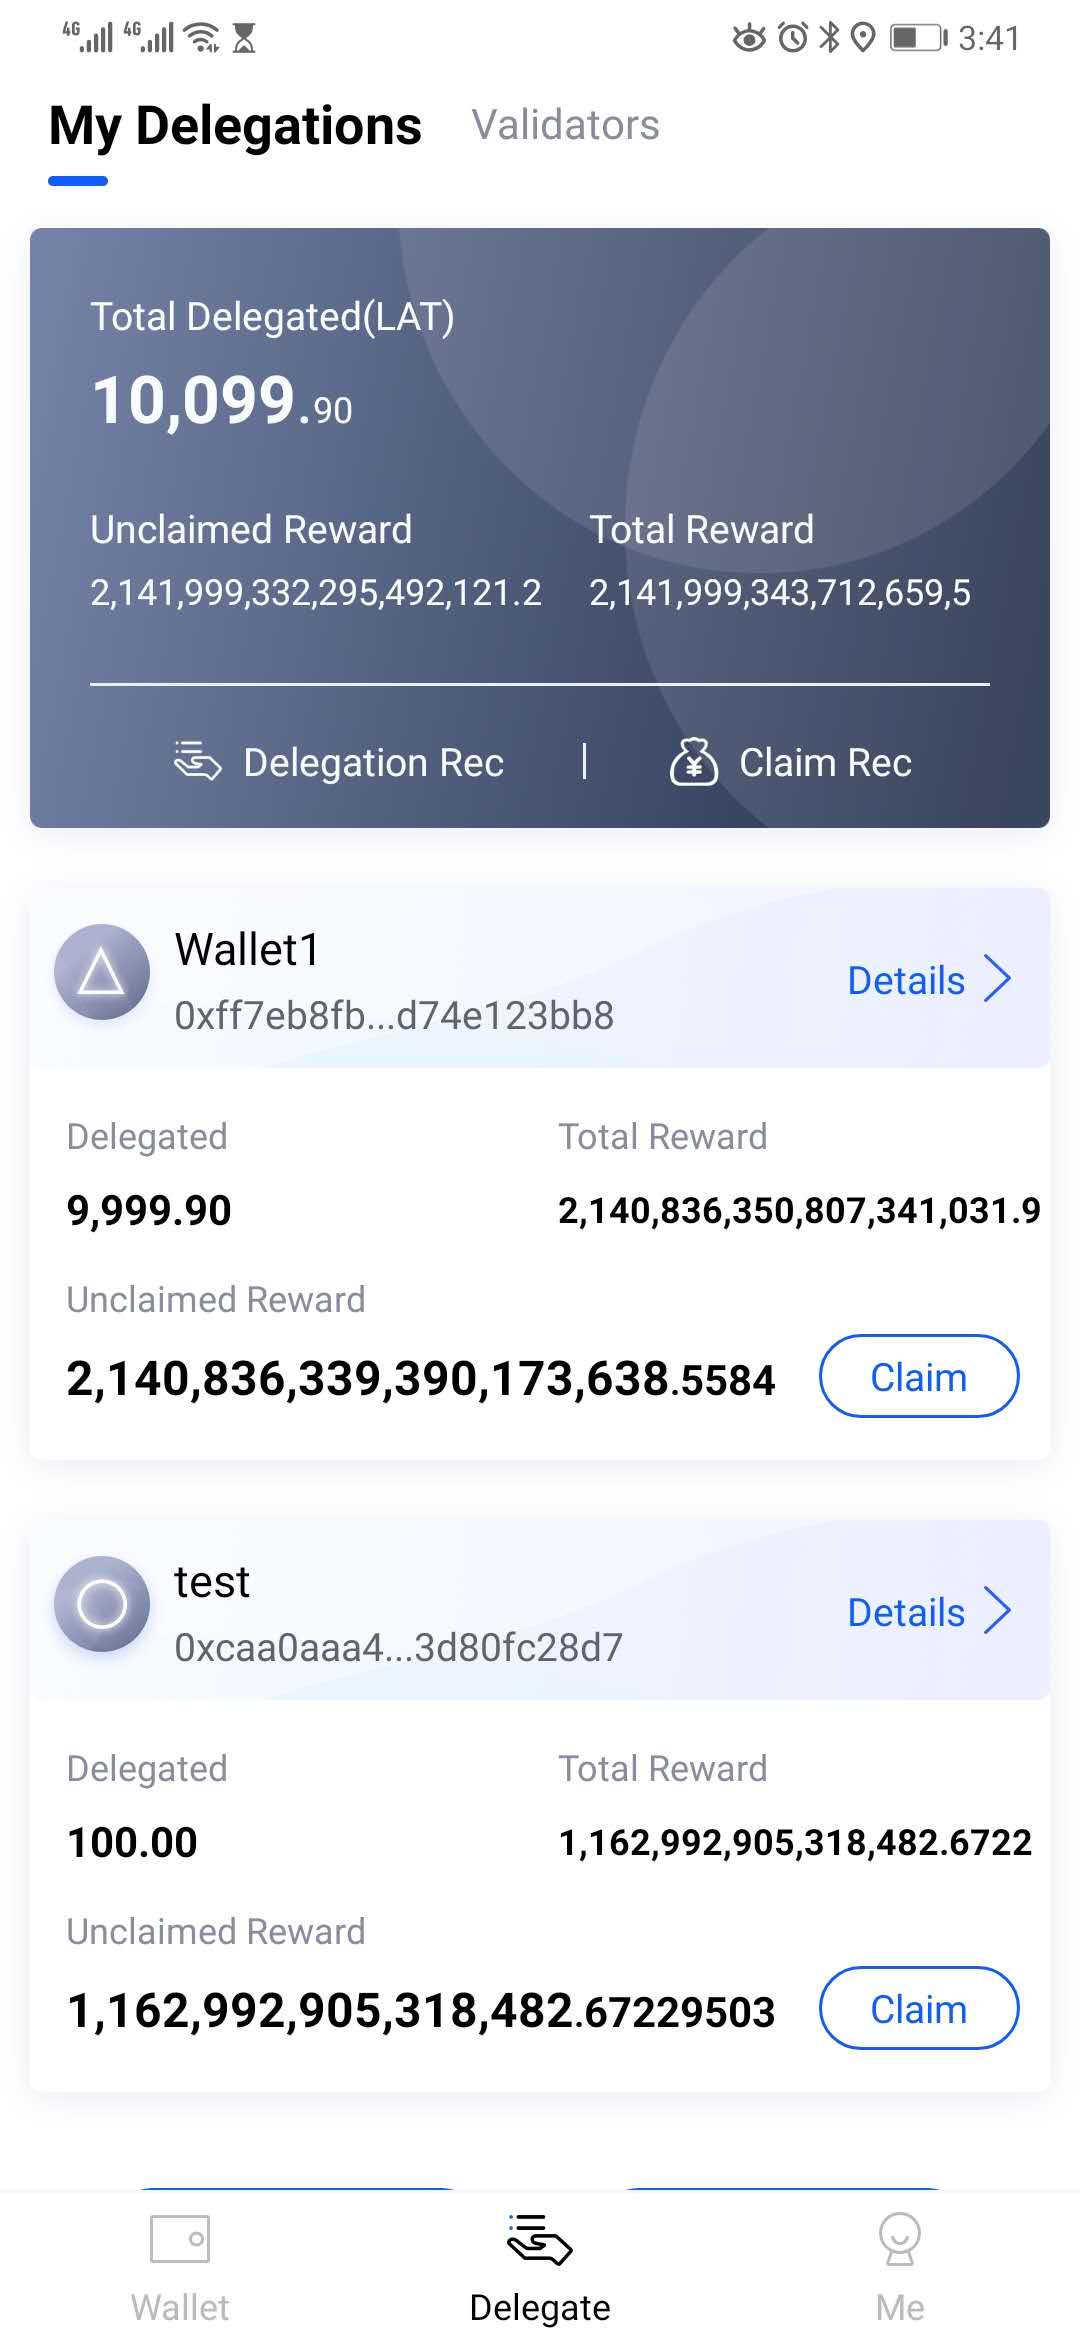 4G 4G 3:41
My Delegations Validators
Total Delegated(LAT)
10,099.90
Unclaimed Reward Total Reward
2,141,999,332,295,492,121.2 2,141,999,343,712,659,5
Delegation Rec | Claim Rec
Wallet1
0xff7eb8fb...d74e123bb8
Details
Delegated Total Reward
9,999.90 2,140,836,350,807,341,031.9
Unclaimed Reward
2,140,836,339,390,173,638.5584 Claim
test
0xcaa0aaa4...3d80fc28d7
Details
Delegated Total Reward
100.00 1,162,992,905,318,482.6722
Unclaimed Reward
1,162,992,905,318,482.67229503 Claim
Wallet Delegate Me